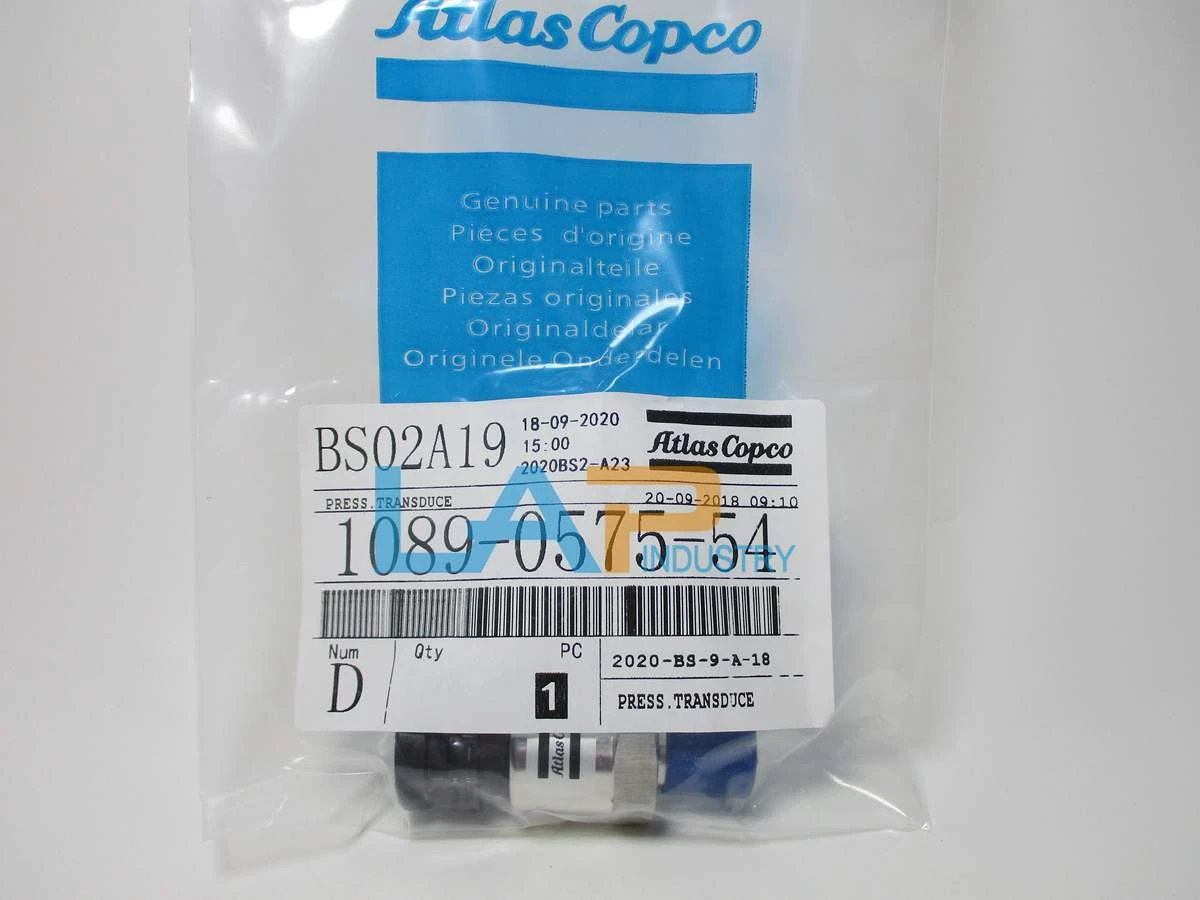 Atlas Copco
Genuine parts
Pièces d'origine
Originalteile
Piezas originales
Originaldelar
Originele Onderdelen
BS02A19
18-09-2020
15:00
2020BS2-A23
Atlas Copco
PRESS.TRANSDUCE
20-09-2018 09:10
1089-0575-54
LAP
INDUSTRY
Num
Qty
PC
D
1
2020-BS-9-A-18
PRESS.TRANSDUCE
Atlas